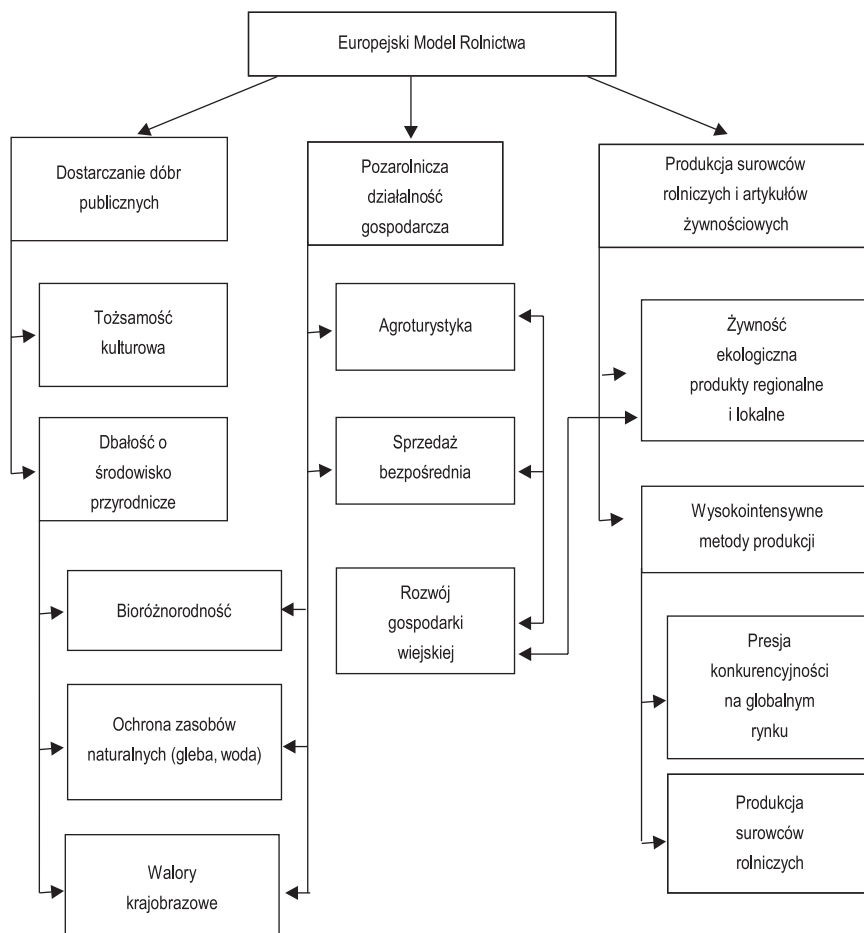 Europejski Model Rolnictwa
Dostarczanie dóbr
publicznych
Pozarolnicza
działalność
gospodarcza
Produkcja surowców
rolniczych i artykułów
żywnościowych
Tożsamość
kulturowa
Agroturystyka
Żywność
ekologiczna
produkty regionalne
i lokalne
Dbałość o
środowisko
przyrodnicze
Sprzedaż
bezpośrednia
Wysokointensywne
metody produkcji
Bioróżnorodność
Rozwój
gospodarki
wiejskiej
Presja
konkurencyjności
na globalnym
rynku
Ochrona zasobów
naturalnych (gleba, woda)
Produkcja
surowców
rolniczych
Walory
krajobrazowe